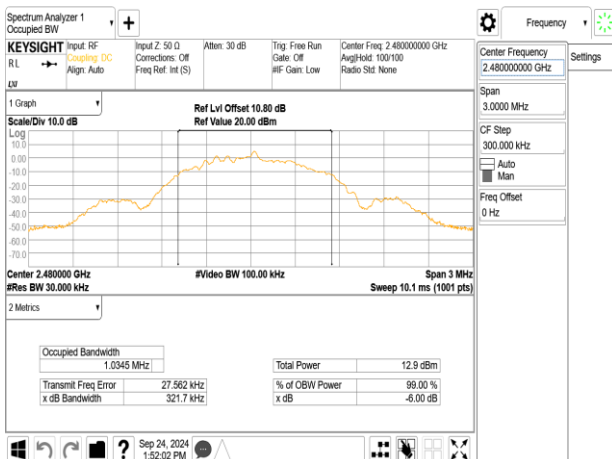 Spectrum Analyzer 1
Occupied BW
Frequency
KEYSIGHT
Input: RF
Coupling: DC
Align: Auto
Input Z: 50 Ω
Corrections: Off
Freq Ref: Int (S)
Atten: 30 dB
Trig: Free Run
Gate: Off
#IF Gain: Low
Center Freq: 2.480000000 GHz
Avg|Hold: 100/100
Radio Std: None
RL
LXI
Center Frequency
2.480000000 GHz
Settings
Span
3.0000 MHz
CF Step
300.000 kHz
Auto
Man
Freq Offset
0 Hz
1 Graph
Scale/Div 10.0 dB
Ref Lvl Offset 10.80 dB
Ref Value 20.00 dBm
Log
10.0
0.00
-10.0
-20.0
-30.0
-40.0
-50.0
-60.0
-70.0
Center 2.480000 GHz
#Res BW 30.000 kHz
#Video BW 100.00 kHz
Span 3 MHz
Sweep 10.1 ms (1001 pts)
2 Metrics
Occupied Bandwidth
1.0345 MHz
Total Power 12.9 dBm
Transmit Freq Error 27.562 kHz
% of OBW Power 99.00 %
x dB Bandwidth 321.7 kHz
x dB -6.00 dB
Sep 24, 2024
1:52:02 PM